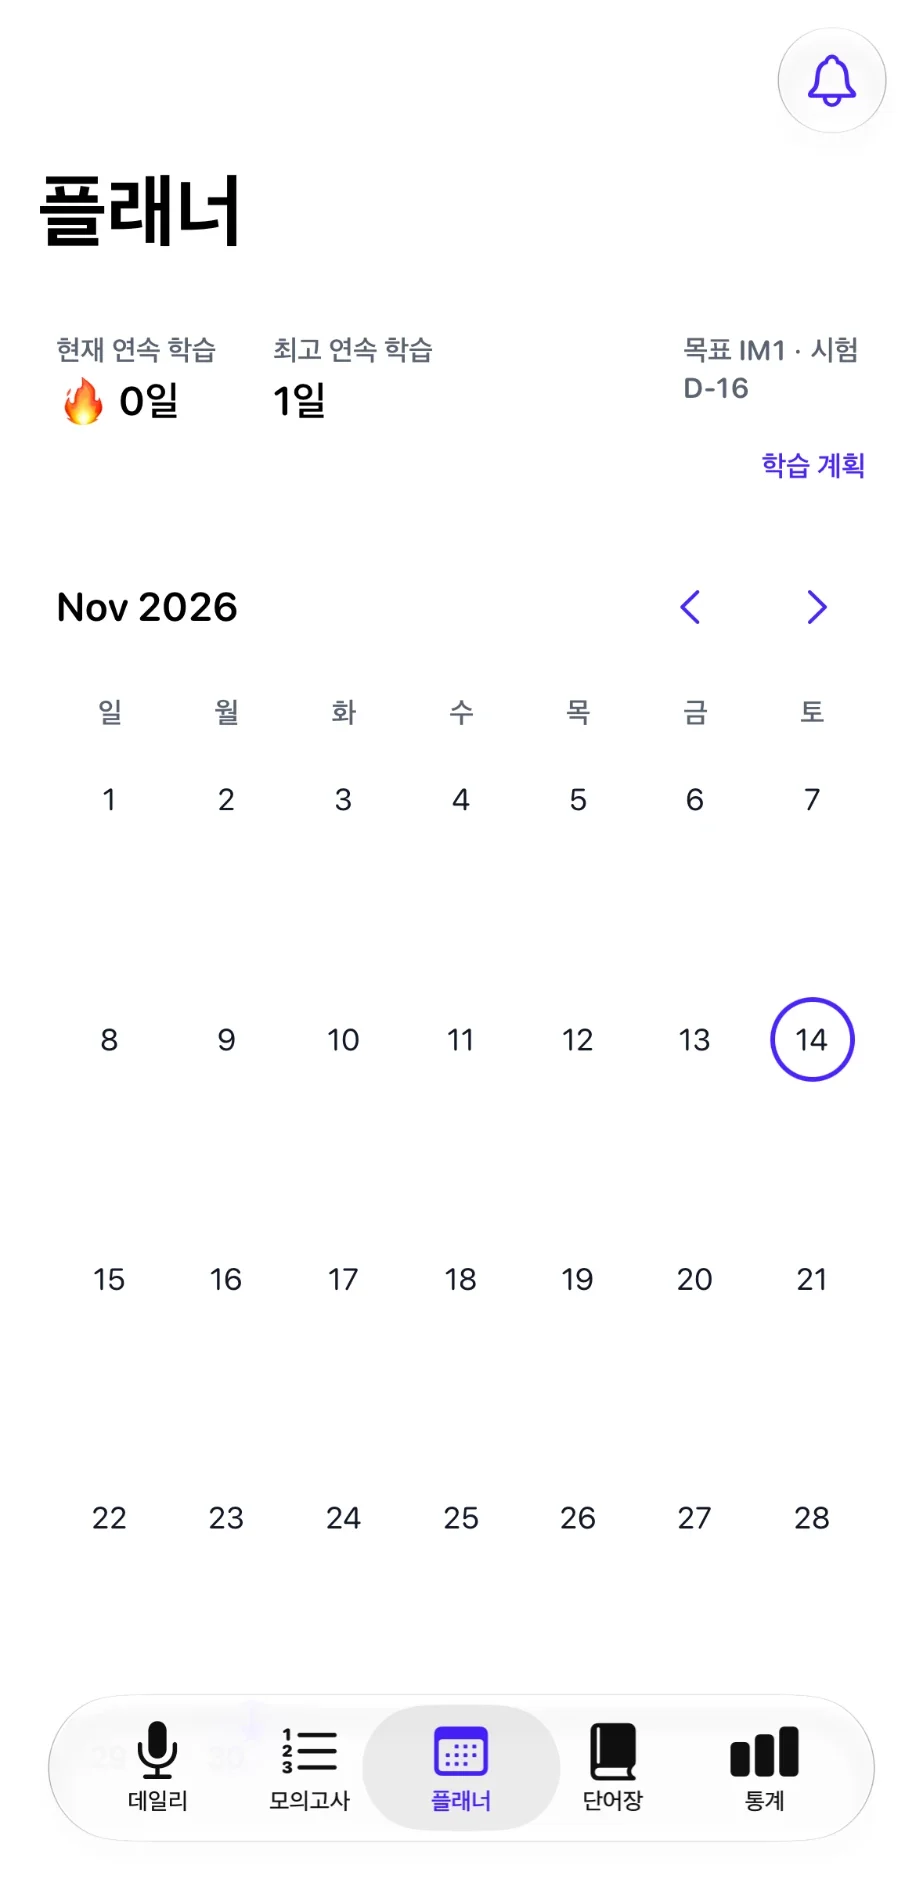 플래너
현재 연속 학습
🔥 0일
최고 연속 학습
1일
목표 IM1 · 시험
D-16
학습 계획
Nov 2026
일 월 화 수 목 금 토
1 2 3 4 5 6 7
8 9 10 11 12 13 14
15 16 17 18 19 20 21
22 23 24 25 26 27 28
29 30
데일리 모의고사 플래너 단어장 통계